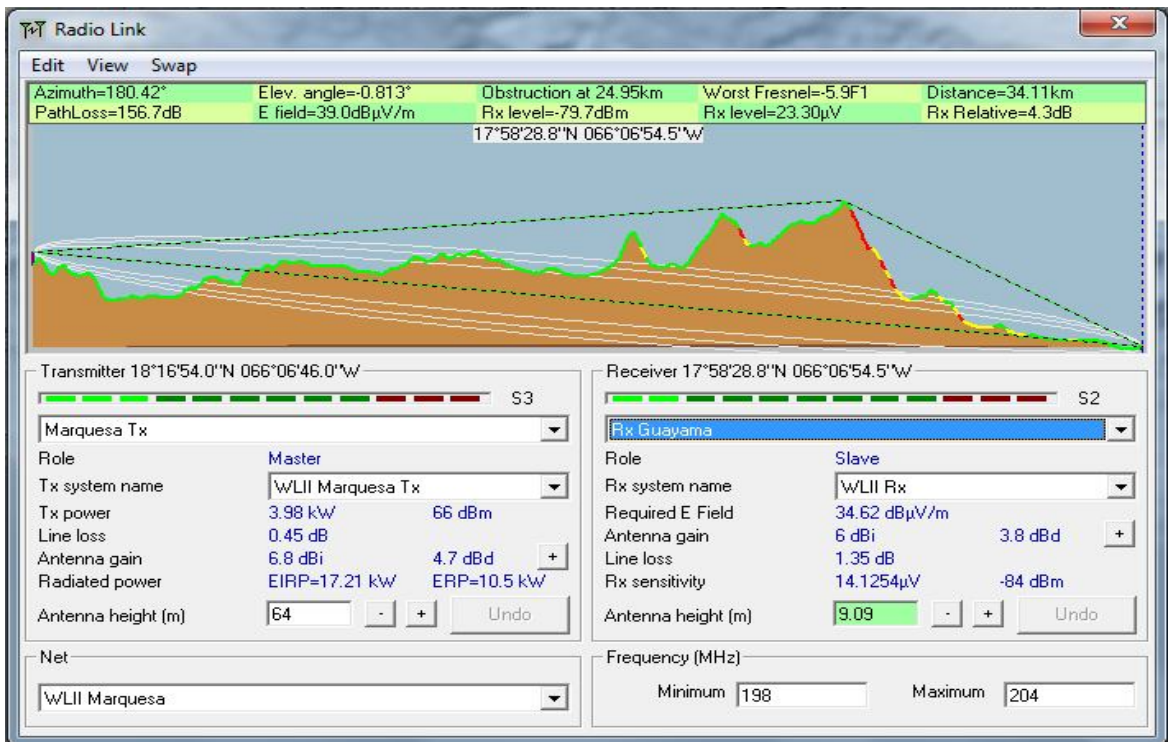 Radio Link
Edit View Swap
Azimuth=180.42° Elev. angle=-0.813° Obstruction at 24.95km Worst Fresnel=-5.9F1 Distance=34.11km
PathLoss=156.7dB E field=39.0dBµV/m Rx level=-79.7dBm Rx level=23.30µV Rx Relative=4.3dB
17°58'28.8"N 066°06'54.5"W
Transmitter 18°16'54.0"N 066°06'46.0"W
S3
Marquesa Tx
Role Master
Tx system name WLII Marquesa Tx
Tx power 3.98 kW 66 dBm
Line loss 0.45 dB
Antenna gain 6.8 dBi 4.7 dBd +
Radiated power EIRP=17.21 kW ERP=10.5 kW
Antenna height (m) 64 - + Undo
Net
WLII Marquesa
Receiver 17°58'28.8"N 066°06'54.5"W
S2
Rx Guayama
Role Slave
Rx system name WLII Rx
Required E Field 34.62 dBµV/m
Antenna gain 6 dBi 3.8 dBd +
Line loss 1.35 dB
Rx sensitivity 14.1254µV -84 dBm
Antenna height (m) 9.09 - + Undo
Frequency (MHz)
Minimum 198 Maximum 204